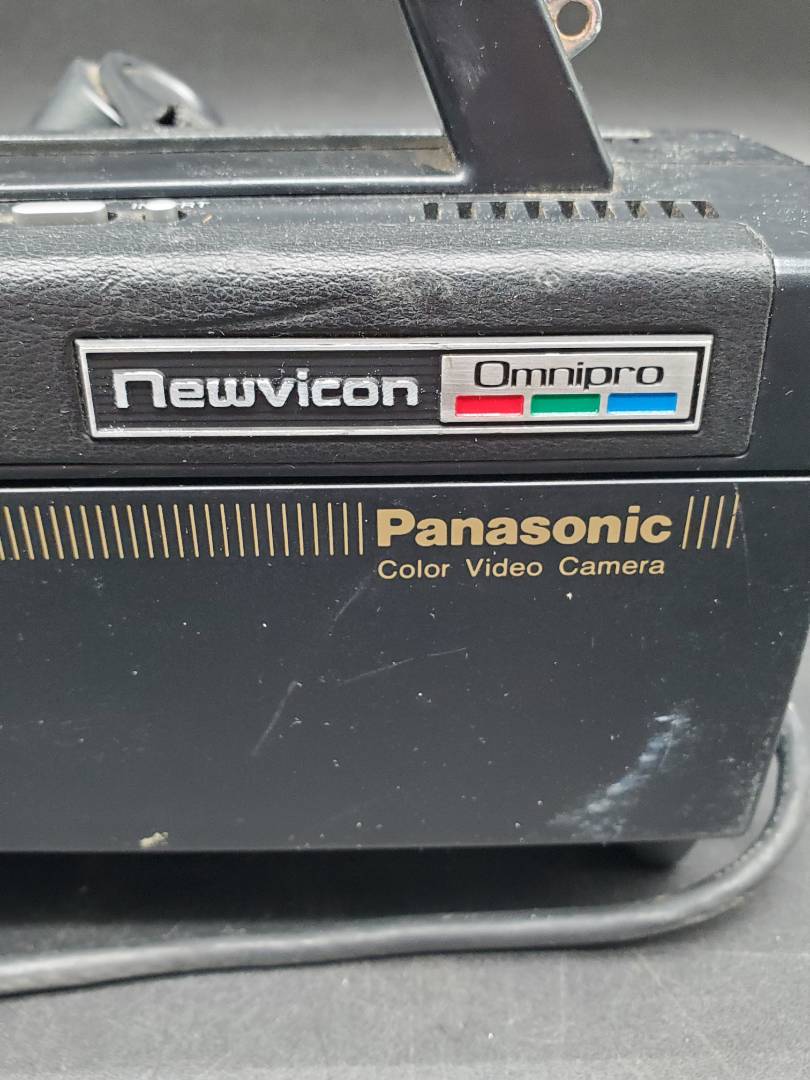 Newvicon
Omnipro
Panasonic
Color Video Camera